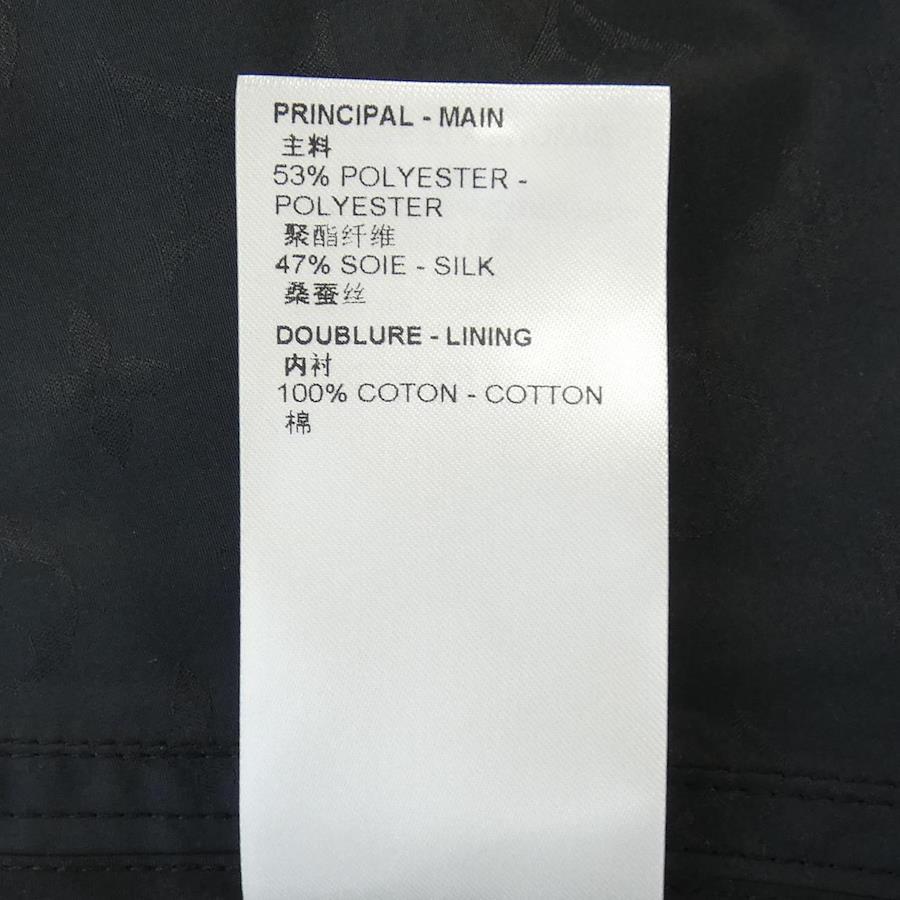 PRINCIPAL - MAIN
主料
53% POLYESTER -
POLYESTER
聚酯纤维
47% SOIE - SILK
桑蚕丝
DOUBLURE - LINING
内衬
100% COTON - COTTON
棉